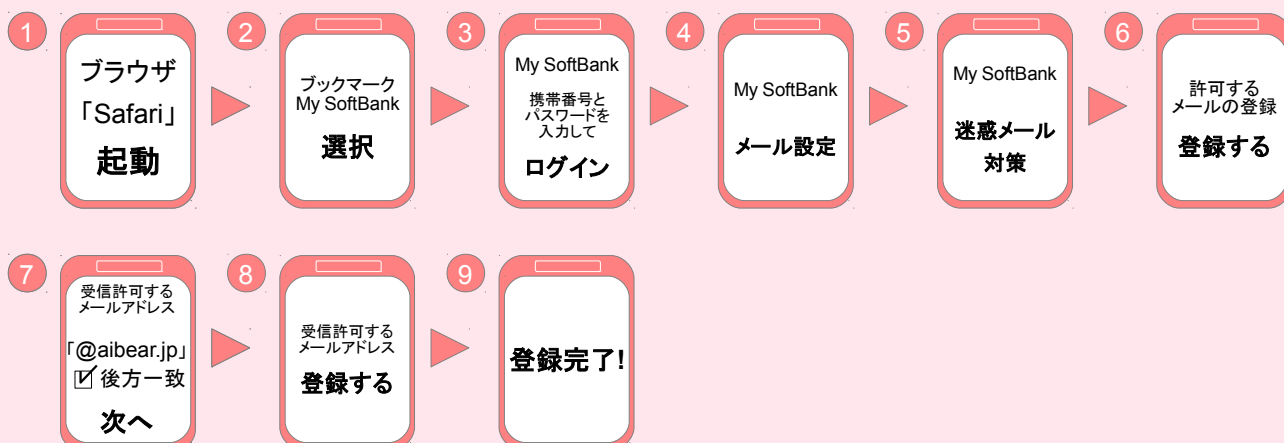 1
ブラウザ
「Safari」
起動
2
ブックマーク
My SoftBank
選択
3
My SoftBank
携帯番号と
パスワードを
入力して
ログイン
4
My SoftBank
メール設定
5
My SoftBank
迷惑メール
対策
6
許可する
メールの登録
登録する
7
受信許可する
メールアドレス
「@aibear.jp」
☑後方一致
次へ
8
受信許可する
メールアドレス
登録する
9
登録完了!